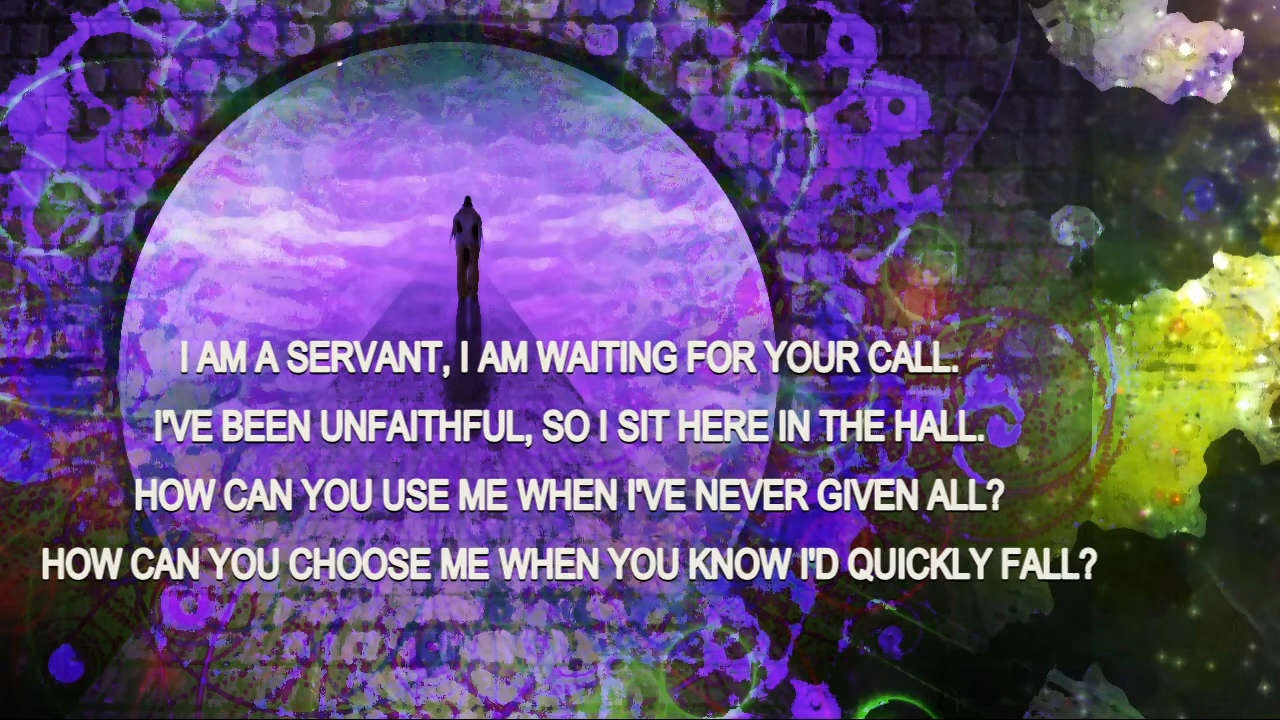 I AM A SERVANT, I AM WAITING FOR YOUR CALL.
I'VE BEEN UNFAITHFUL, SO I SIT HERE IN THE HALL.
HOW CAN YOU USE ME WHEN I'VE NEVER GIVEN ALL?
HOW CAN YOU CHOOSE ME WHEN YOU KNOW I'D QUICKLY FALL?